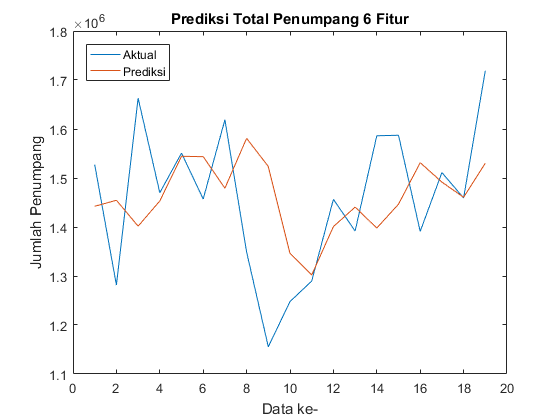 Prediksi Total Penumpang 6 Fitur
×10⁶
1.8
1.7
1.6
1.5
1.4
1.3
1.2
1.1
Jumlah Penumpang
Aktual
Prediksi
0 2 4 6 8 10 12 14 16 18 20
Data ke-